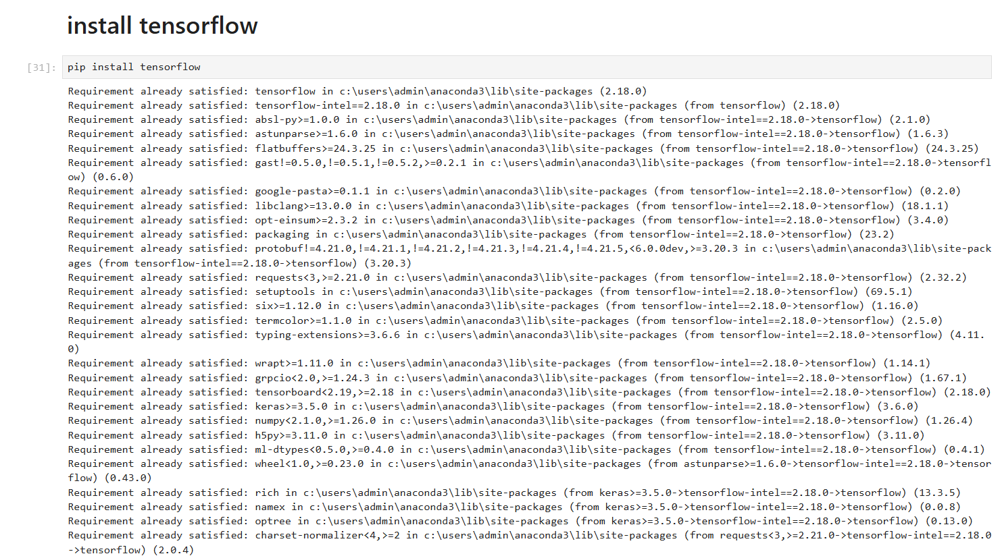 install tensorflow
[31]: pip install tensorflow
Requirement already satisfied: tensorflow in c:\users\admin\anaconda3\lib\site-packages (2.18.0)
Requirement already satisfied: tensorflow-intel==2.18.0 in c:\users\admin\anaconda3\lib\site-packages (from tensorflow) (2.18.0)
Requirement already satisfied: absl-py>=1.0.0 in c:\users\admin\anaconda3\lib\site-packages (from tensorflow-intel==2.18.0->tensorflow) (2.1.0)
Requirement already satisfied: astunparse>=1.6.0 in c:\users\admin\anaconda3\lib\site-packages (from tensorflow-intel==2.18.0->tensorflow) (1.6.3)
Requirement already satisfied: flatbuffers>=24.3.25 in c:\users\admin\anaconda3\lib\site-packages (from tensorflow-intel==2.18.0->tensorflow) (24.3.25)
Requirement already satisfied: gast!=0.5.0,!=0.5.1,!=0.5.2,>=0.2.1 in c:\users\admin\anaconda3\lib\site-packages (from tensorflow-intel==2.18.0->tensorfl
ow) (0.6.0)
Requirement already satisfied: google-pasta>=0.1.1 in c:\users\admin\anaconda3\lib\site-packages (from tensorflow-intel==2.18.0->tensorflow) (0.2.0)
Requirement already satisfied: libclang>=13.0.0 in c:\users\admin\anaconda3\lib\site-packages (from tensorflow-intel==2.18.0->tensorflow) (18.1.1)
Requirement already satisfied: opt-einsum>=2.3.2 in c:\users\admin\anaconda3\lib\site-packages (from tensorflow-intel==2.18.0->tensorflow) (3.4.0)
Requirement already satisfied: packaging in c:\users\admin\anaconda3\lib\site-packages (from tensorflow-intel==2.18.0->tensorflow) (23.2)
Requirement already satisfied: protobuf!=4.21.0,!=4.21.1,!=4.21.2,!=4.21.3,!=4.21.4,!=4.21.5,<6.0.0dev,>=3.20.3 in c:\users\admin\anaconda3\lib\site-pack
ages (from tensorflow-intel==2.18.0->tensorflow) (3.20.3)
Requirement already satisfied: requests<3,>=2.21.0 in c:\users\admin\anaconda3\lib\site-packages (from tensorflow-intel==2.18.0->tensorflow) (2.32.2)
Requirement already satisfied: setuptools in c:\users\admin\anaconda3\lib\site-packages (from tensorflow-intel==2.18.0->tensorflow) (69.5.1)
Requirement already satisfied: six>=1.12.0 in c:\users\admin\anaconda3\lib\site-packages (from tensorflow-intel==2.18.0->tensorflow) (1.16.0)
Requirement already satisfied: termcolor>=1.1.0 in c:\users\admin\anaconda3\lib\site-packages (from tensorflow-intel==2.18.0->tensorflow) (2.5.0)
Requirement already satisfied: typing-extensions>=3.6.6 in c:\users\admin\anaconda3\lib\site-packages (from tensorflow-intel==2.18.0->tensorflow) (4.11.
0)
Requirement already satisfied: wrapt>=1.11.0 in c:\users\admin\anaconda3\lib\site-packages (from tensorflow-intel==2.18.0->tensorflow) (1.14.1)
Requirement already satisfied: grpcio<2.0,>=1.24.3 in c:\users\admin\anaconda3\lib\site-packages (from tensorflow-intel==2.18.0->tensorflow) (1.67.1)
Requirement already satisfied: tensorboard<2.19,>=2.18 in c:\users\admin\anaconda3\lib\site-packages (from tensorflow-intel==2.18.0->tensorflow) (2.18.0)
Requirement already satisfied: keras>=3.5.0 in c:\users\admin\anaconda3\lib\site-packages (from tensorflow-intel==2.18.0->tensorflow) (3.6.0)
Requirement already satisfied: numpy<2.1.0,>=1.26.0 in c:\users\admin\anaconda3\lib\site-packages (from tensorflow-intel==2.18.0->tensorflow) (1.26.4)
Requirement already satisfied: h5py>=3.11.0 in c:\users\admin\anaconda3\lib\site-packages (from tensorflow-intel==2.18.0->tensorflow) (3.11.0)
Requirement already satisfied: ml-dtypes<0.5.0,>=0.4.0 in c:\users\admin\anaconda3\lib\site-packages (from tensorflow-intel==2.18.0->tensorflow) (0.4.1)
Requirement already satisfied: wheel<1.0,>=0.23.0 in c:\users\admin\anaconda3\lib\site-packages (from astunparse>=1.6.0->tensorflow-intel==2.18.0->tensor
flow) (0.43.0)
Requirement already satisfied: rich in c:\users\admin\anaconda3\lib\site-packages (from keras>=3.5.0->tensorflow-intel==2.18.0->tensorflow) (13.3.5)
Requirement already satisfied: namex in c:\users\admin\anaconda3\lib\site-packages (from keras>=3.5.0->tensorflow-intel==2.18.0->tensorflow) (0.0.8)
Requirement already satisfied: optree in c:\users\admin\anaconda3\lib\site-packages (from keras>=3.5.0->tensorflow-intel==2.18.0->tensorflow) (0.13.0)
Requirement already satisfied: charset-normalizer<4,>=2 in c:\users\admin\anaconda3\lib\site-packages (from requests<3,>=2.21.0->tensorflow-intel==2.18.0
->tensorflow) (2.0.4)